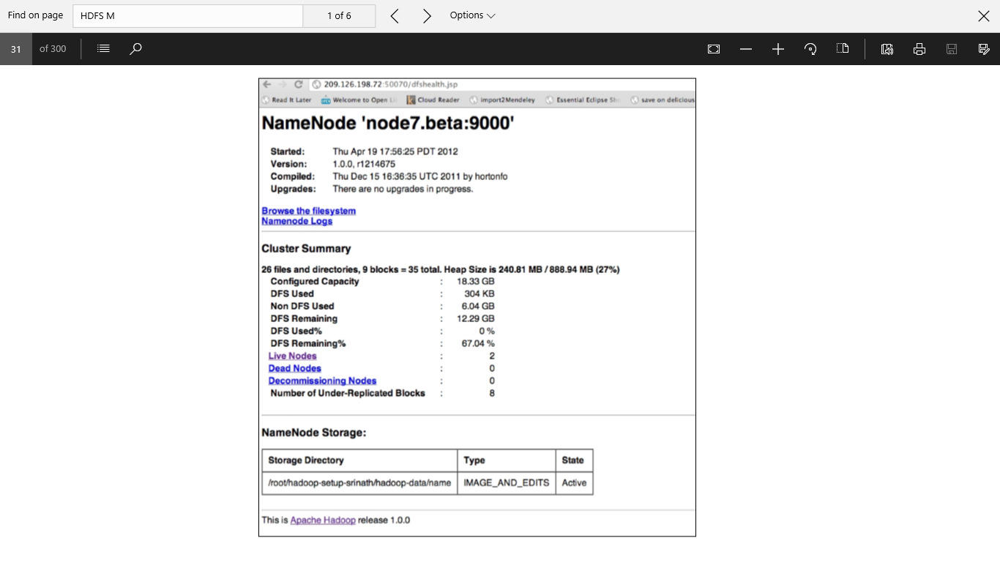 Find on page HDFS M 1 of 6 Options
31 of 300
209.126.198.72:50070/dfshealth.jsp
Read It Later Welcome to Open Cloud Reader import2Mendeley Essential Eclipse save on delicious
NameNode 'node7.beta:9000'
Started: Thu Apr 19 17:56:25 PDT 2012
Version: 1.0.0, r1214675
Compiled: Thu Dec 15 16:36:35 UTC 2011 by hortonfo
Upgrades: There are no upgrades in progress.
Browse the filesystem
Namenode Logs
Cluster Summary
26 files and directories, 9 blocks = 35 total. Heap Size is 240.81 MB / 888.94 MB (27%)
Configured Capacity : 18.33 GB
DFS Used : 304 KB
Non DFS Used : 6.04 GB
DFS Remaining : 12.29 GB
DFS Used% : 0 %
DFS Remaining% : 67.04 %
Live Nodes : 2
Dead Nodes : 0
Decommissioning Nodes : 0
Number of Under-Replicated Blocks : 8
NameNode Storage:
Storage Directory Type State
/root/hadoop-setup-srinath/hadoop-data/name IMAGE_AND_EDITS Active
This is Apache Hadoop release 1.0.0